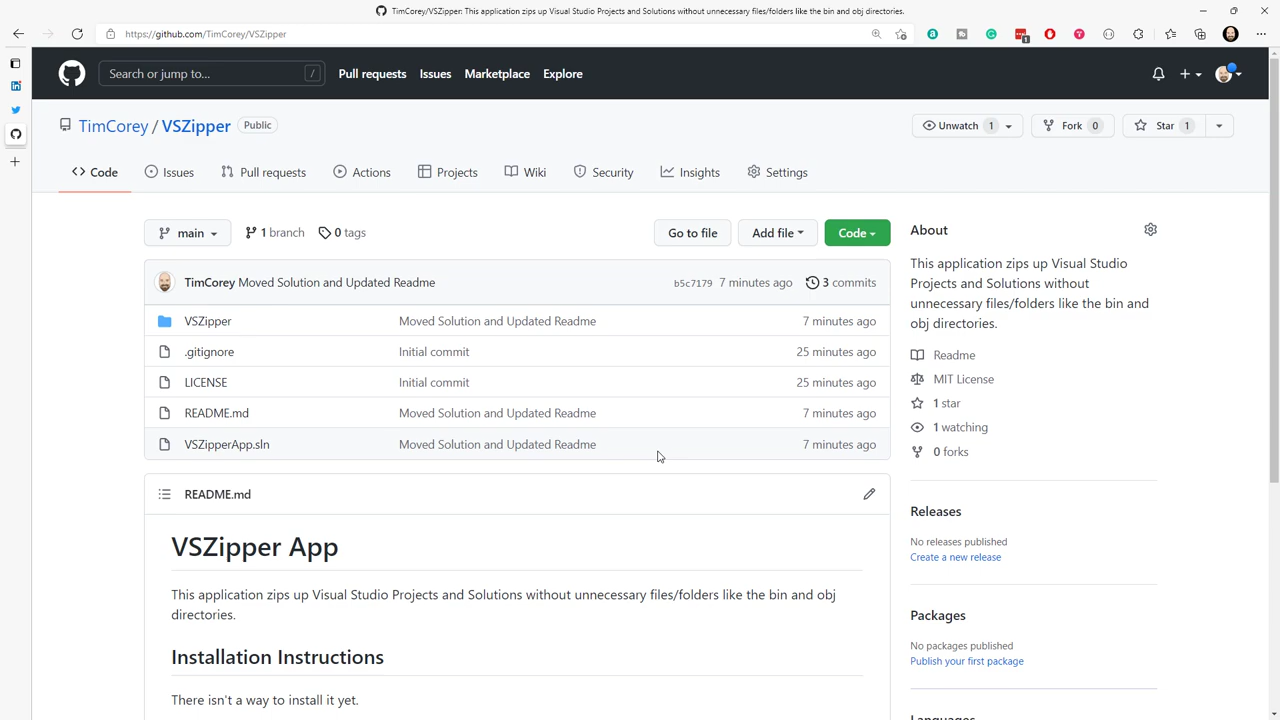 TimCorey/VSZipper: This application zips up Visual Studio Projects and Solutions without unnecessary files/folders like the bin and obj directories.
https://github.com/TimCorey/VSZipper
1
Search or jump to...
/
Pull requests
Issues
Marketplace
Explore
TimCorey / VSZipper
Public
Unwatch 1
Fork 0
Star 1
Code
Issues
Pull requests
Actions
Projects
Wiki
Security
Insights
Settings
main
1 branch
0 tags
Go to file
Add file
Code
TimCorey Moved Solution and Updated Readme
b5c7179 7 minutes ago
3 commits
VSZipper
Moved Solution and Updated Readme
7 minutes ago
.gitignore
Initial commit
25 minutes ago
LICENSE
Initial commit
25 minutes ago
README.md
Moved Solution and Updated Readme
7 minutes ago
VSZipperApp.sln
Moved Solution and Updated Readme
7 minutes ago
README.md
VSZipper App
This application zips up Visual Studio Projects and Solutions without unnecessary files/folders like the bin and obj
directories.
Installation Instructions
There isn't a way to install it yet.
About
This application zips up Visual Studio
Projects and Solutions without
unnecessary files/folders like the bin and
obj directories.
Readme
MIT License
1 star
1 watching
0 forks
Releases
No releases published
Create a new release
Packages
No packages published
Publish your first package
Languages